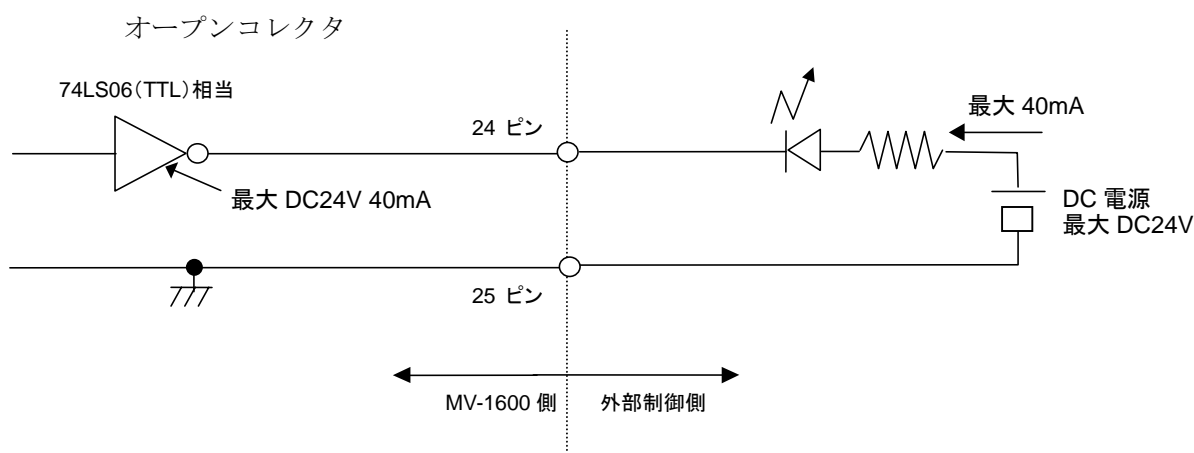 オープンコレクタ
74LS06(TTL)相当
24 ピン
最大 40mA
最大 DC24V 40mA
DC 電源
最大 DC24V
25 ピン
MV-1600 側
外部制御側